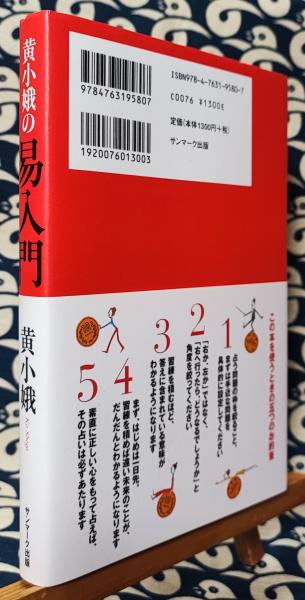 黄小娥の
易入門
黄小娥
サンマーク出版
9784763195807
1920076013003
ISBN978-4-7631-9580-7
C0076 ¥1300E
定価(本体1300円+税)
サンマーク出版
この本を使うときの五つのお約束
1
占う問題の枠を絞ること。
まずは手近な問題を
具体的に設定してください
2
「右か、左か」ではなく、
「右へ行ったら、どうなるでしょうか」と
角度を絞ってください
3
習練を積むほど、
答えに含まれている意味が
わかるようになります
4
まず、はじめは一日先。
習練を積めば遠い未来のことが、
だんだんとわかるようになります
5
素直に正しい心をもって占えば、
その占いは必ずあたります